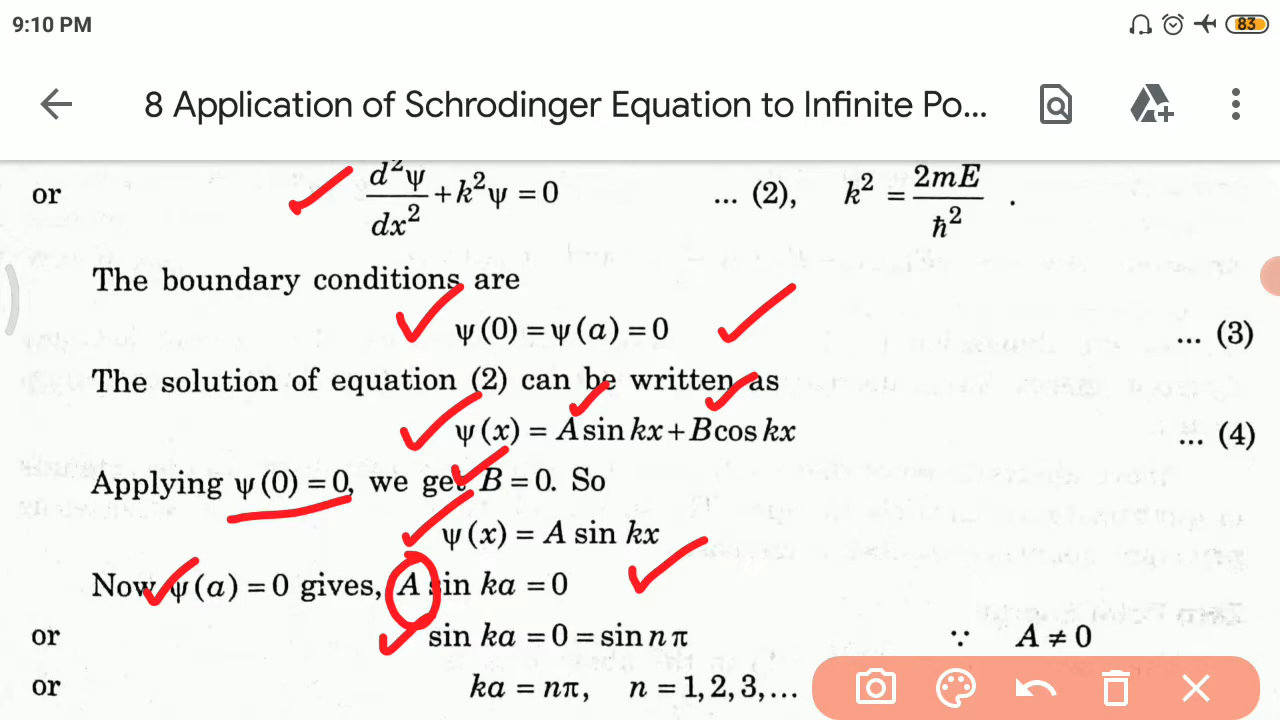 9:10 PM 83
8 Application of Schrodinger Equation to Infinite Po...
or d²ψ/dx² + k²ψ = 0 ... (2), k² = 2mE/ħ² .
The boundary conditions are
ψ (0) = ψ (a) = 0 ... (3)
The solution of equation (2) can be written as
ψ (x) = A sin kx + B cos kx ... (4)
Applying ψ (0) = 0, we get B = 0. So
ψ (x) = A sin kx
Now ψ (a) = 0 gives, A sin ka = 0
or sin ka = 0 = sin n π ∵ A ≠ 0
or ka = nπ, n = 1, 2, 3, ...